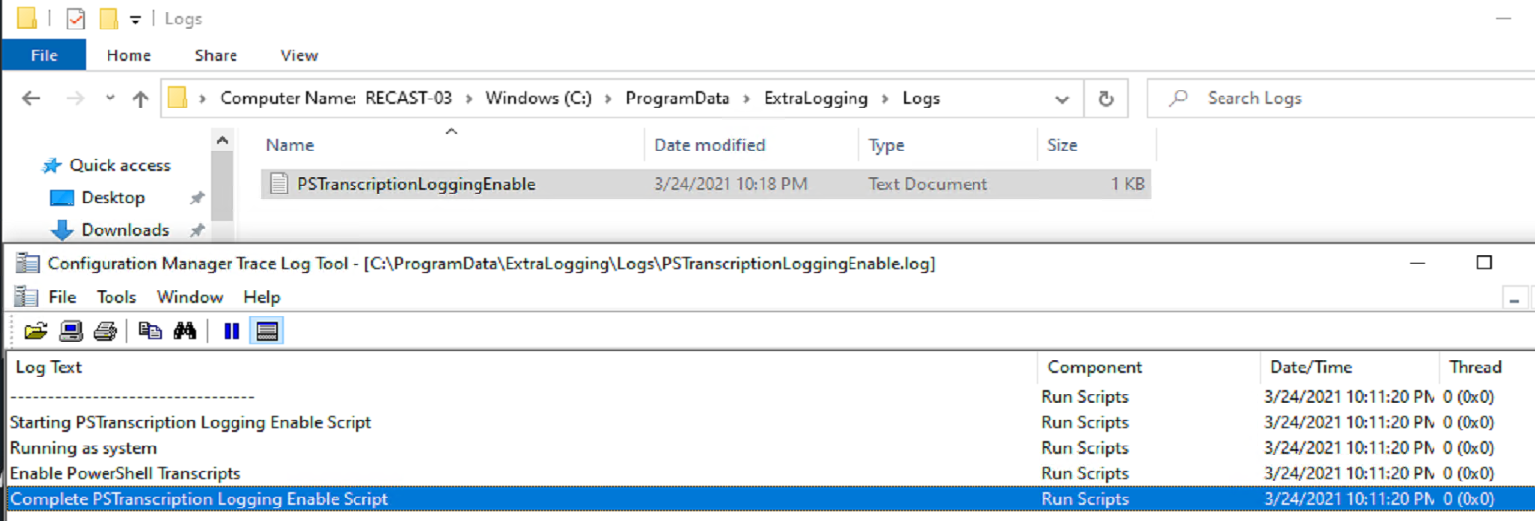 Logs
File Home Share View
Computer Name: RECAST-03 Windows (C:) ProgramData ExtraLogging Logs Search Logs
Name Date modified Type Size
Quick access
PSTranscriptionLoggingEnable 3/24/2021 10:18 PM Text Document 1 KB
Desktop
Downloads
Configuration Manager Trace Log Tool - [C:\ProgramData\ExtraLogging\Logs\PSTranscriptionLoggingEnable.log]
File Tools Window Help
Log Text Component Date/Time Thread
-------------------------------- Run Scripts 3/24/2021 10:11:20 PM 0 (0x0)
Starting PSTranscription Logging Enable Script Run Scripts 3/24/2021 10:11:20 PM 0 (0x0)
Running as system Run Scripts 3/24/2021 10:11:20 PM 0 (0x0)
Enable PowerShell Transcripts Run Scripts 3/24/2021 10:11:20 PM 0 (0x0)
Complete PSTranscription Logging Enable Script Run Scripts 3/24/2021 10:11:20 PM 0 (0x0)